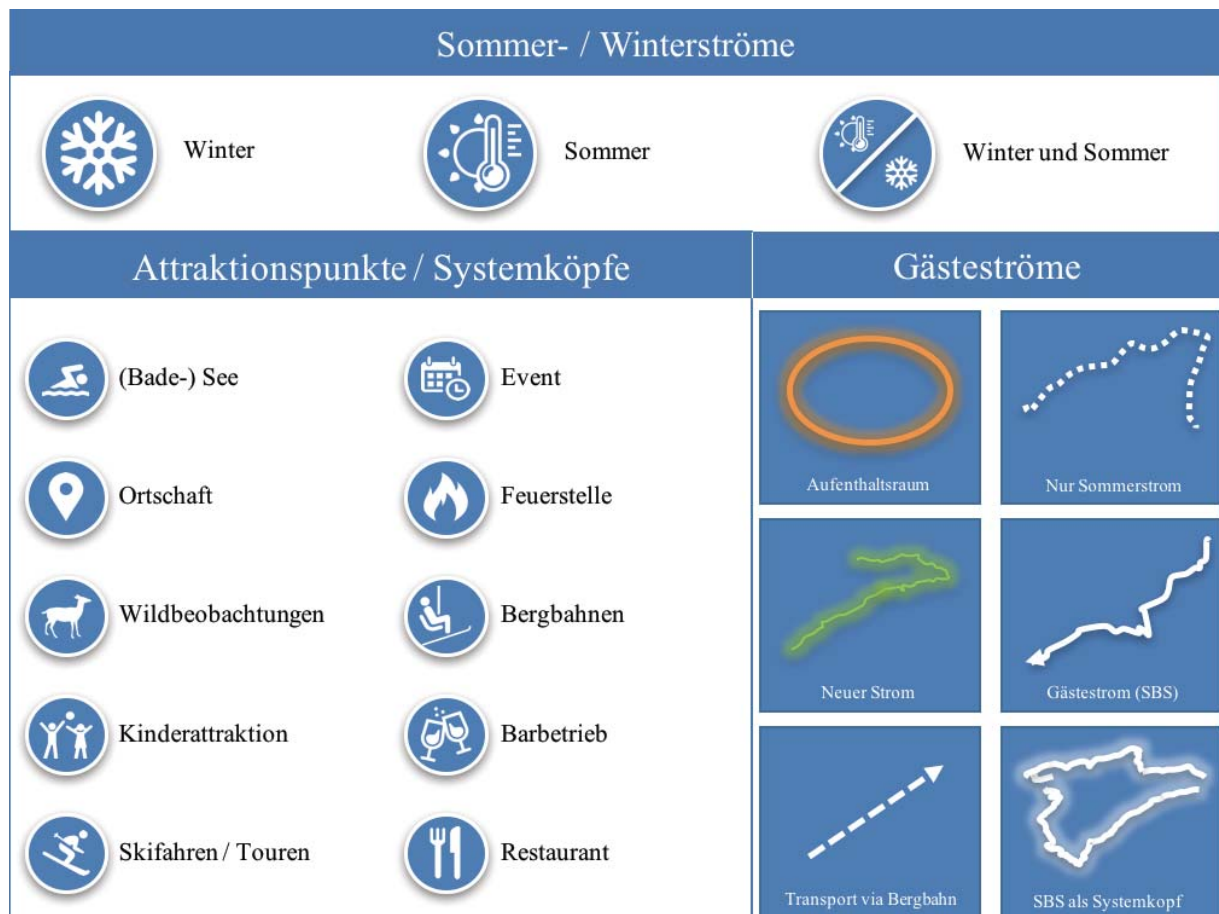 Sommer- / Winterströme
Winter
Sommer
Winter und Sommer
Attraktionspunkte / Systemköpfe
Gästeströme
(Bade-) See
Event
Ortschaft
Feuerstelle
Wildbeobachtungen
Bergbahnen
Kinderattraktion
Barbetrieb
Skifahren / Touren
Restaurant
Aufenthaltsraum
Nur Sommerstrom
Neuer Strom
Gästestrom (SBS)
Transport via Bergbahn
SBS als Systemkopf